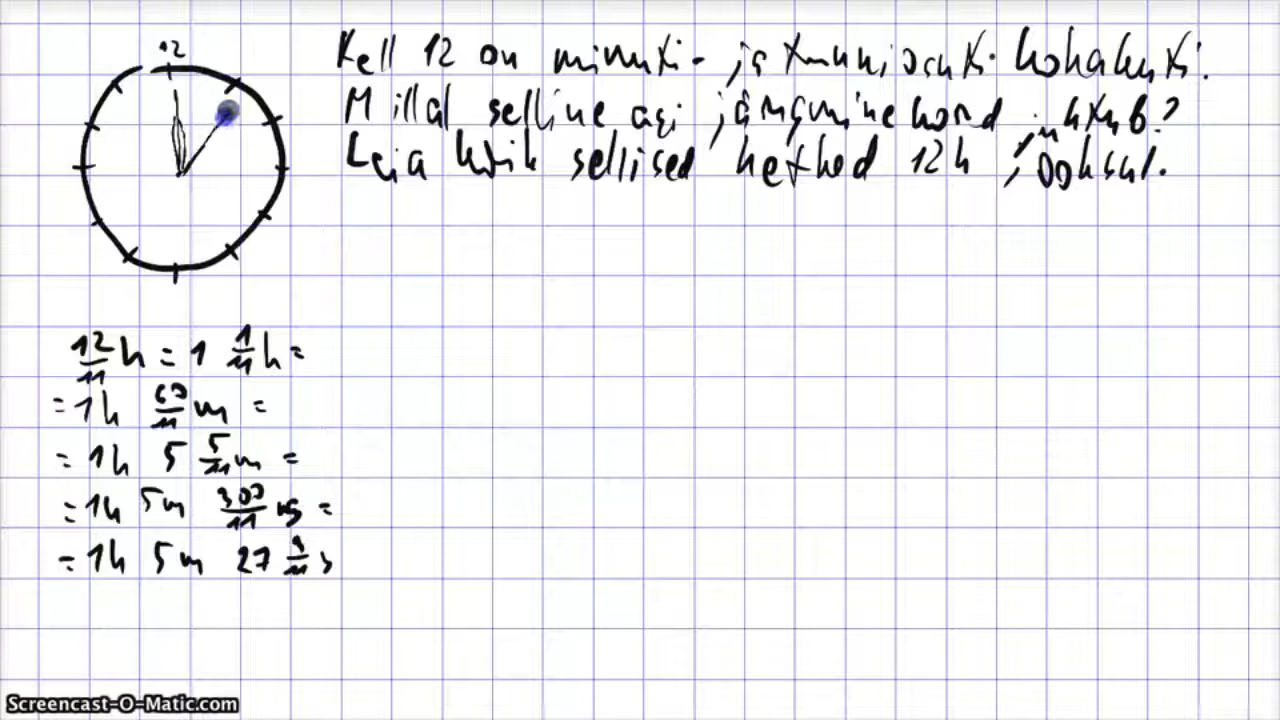 12
Kell 12 on minuti- ja tunniosuti kohakuti.
Millal selline asi järgmine kord juhtub?
Leia kõik sellised hetked 12h jooksul.
12/11 h = 1 1/11 h =
= 1h 60/11 m =
= 1h 5 5/11 m =
= 1h 5m 300/11 s =
= 1h 5m 27 3/11 s
Screencast-O-Matic.com